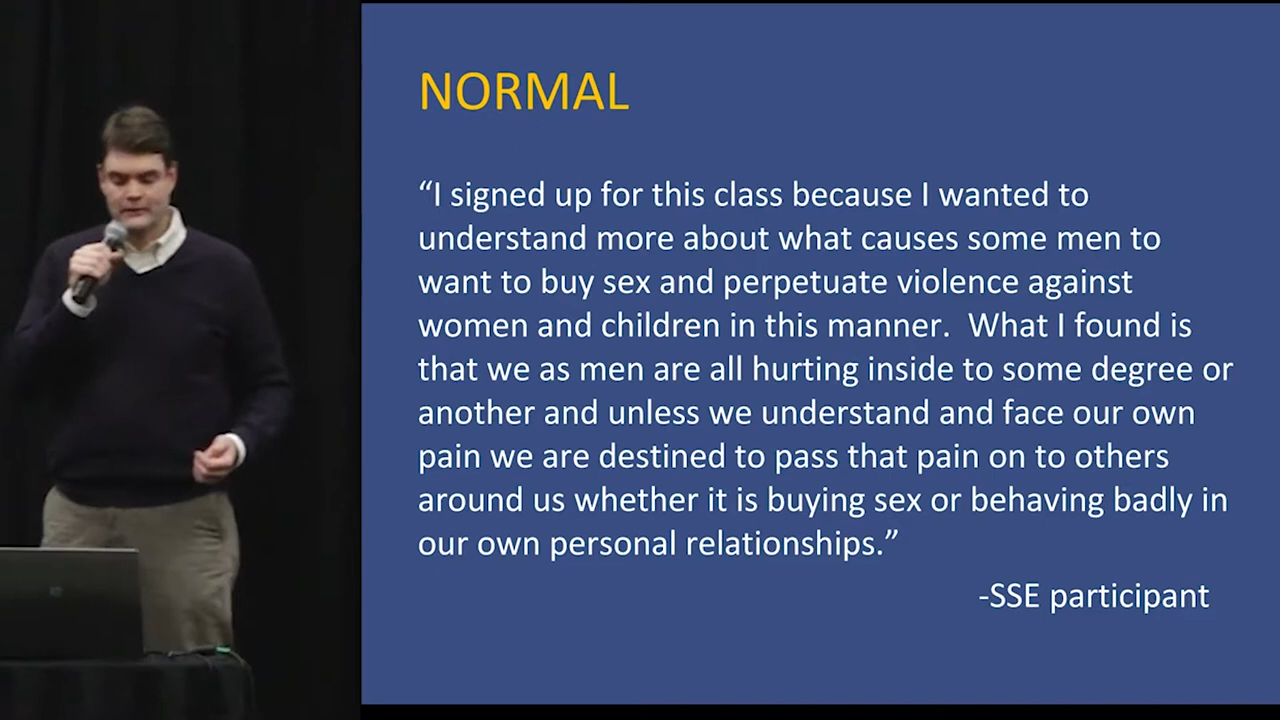 NORMAL
“I signed up for this class because I wanted to
understand more about what causes some men to
want to buy sex and perpetuate violence against
women and children in this manner.  What I found is
that we as men are all hurting inside to some degree or
another and unless we understand and face our own
pain we are destined to pass that pain on to others
around us whether it is buying sex or behaving badly in
our own personal relationships.”
-SSE participant